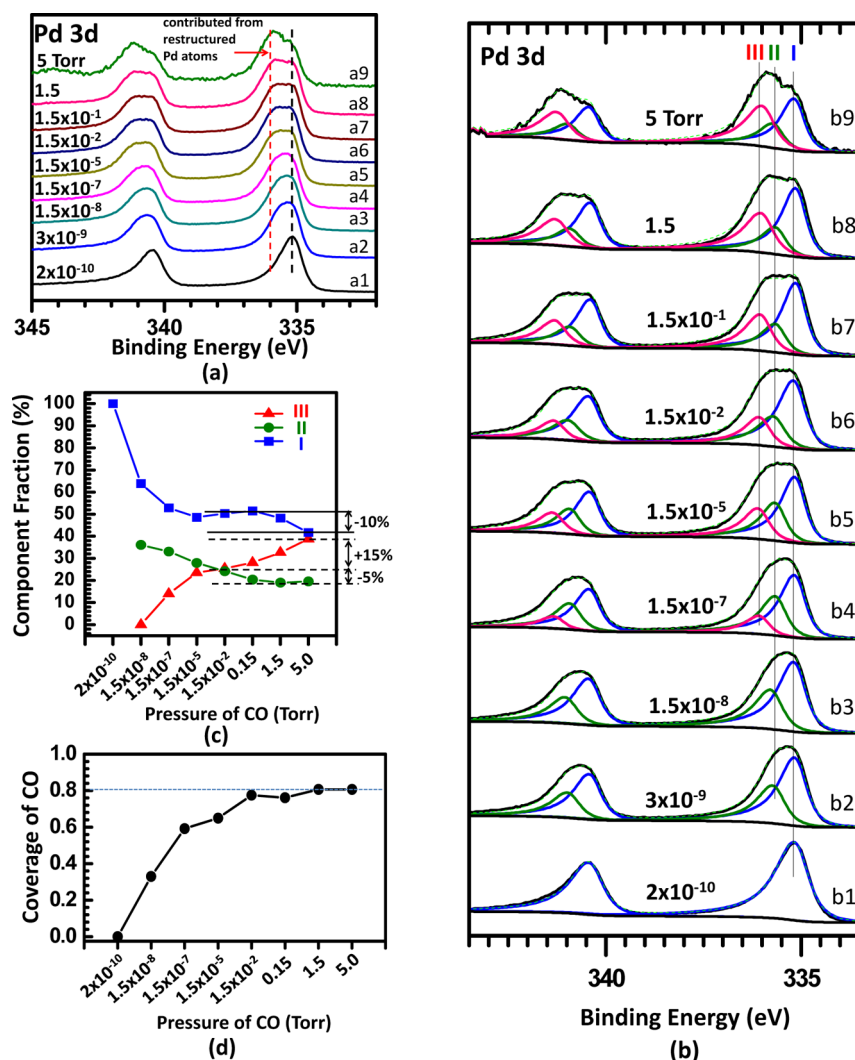 Pd 3d
contributed from
restructured
Pd atoms
5 Torr
a9
1.5
a8
1.5x10⁻¹
a7
1.5x10⁻²
a6
1.5x10⁻⁵
a5
1.5x10⁻⁷
a4
1.5x10⁻⁸
a3
3x10⁻⁹
a2
2x10⁻¹⁰
a1
345 340 335
Binding Energy (eV)
(a)
100
90
80
70
60
50
40
30
20
10
0
Component Fraction (%)
III
II
I
-10%
+15%
-5%
2x10⁻¹⁰
1.5x10⁻⁸
1.5x10⁻⁷
1.5x10⁻⁵
1.5x10⁻²
0.15
1.5
5.0
Pressure of CO (Torr)
(c)
1.0
0.8
0.6
0.4
0.2
0.0
Coverage of CO
2x10⁻¹⁰
1.5x10⁻⁸
1.5x10⁻⁷
1.5x10⁻⁵
1.5x10⁻²
0.15
1.5
5.0
Pressure of CO (Torr)
(d)
Pd 3d
III II I
5 Torr
b9
1.5
b8
1.5x10⁻¹
b7
1.5x10⁻²
b6
1.5x10⁻⁵
b5
1.5x10⁻⁷
b4
1.5x10⁻⁸
b3
3x10⁻⁹
b2
2x10⁻¹⁰
b1
340 335
Binding Energy (eV)
(b)